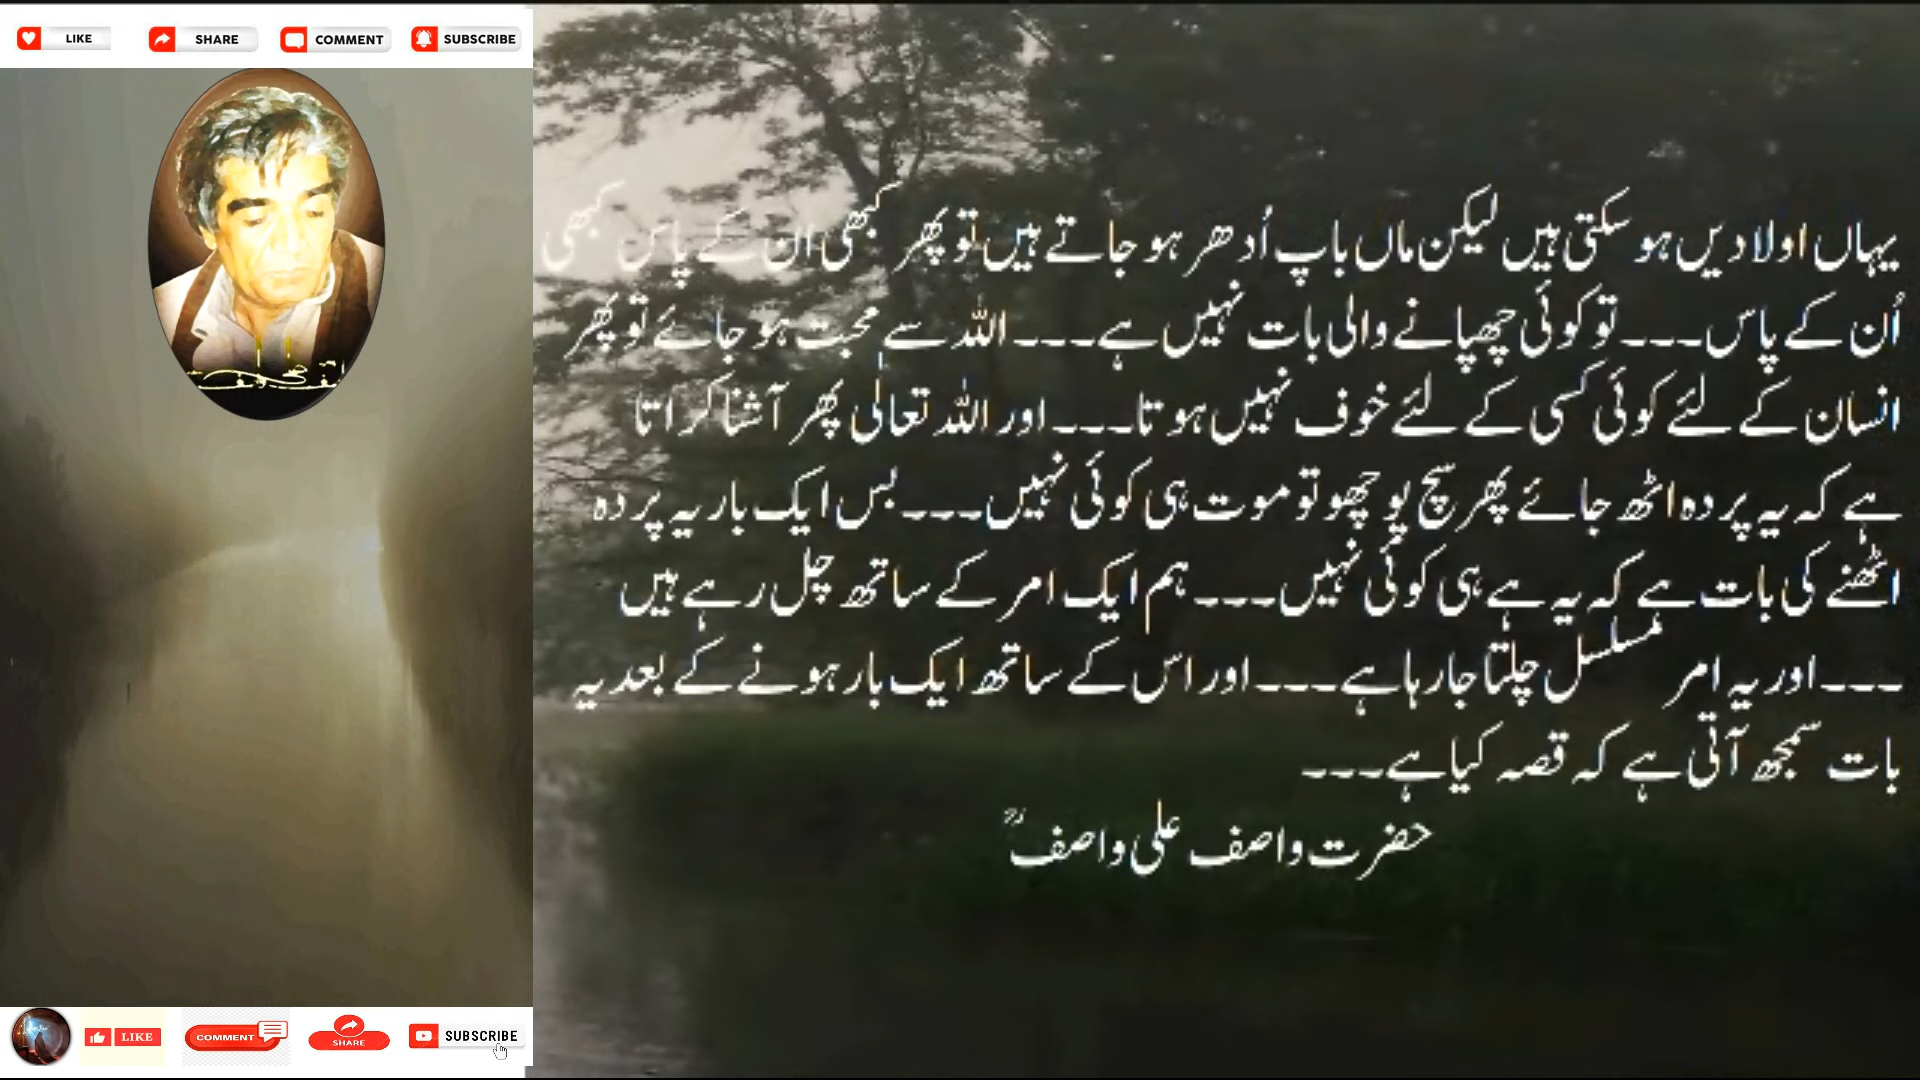 LIKE
SHARE
COMMENT
SUBSCRIBE
یہاں اولادیں ہو سکتی ہیں لیکن ماں باپ اُدھر ہو جاتے ہیں تو پھر کبھی ان کے پاس کبھی
اُن کے پاس۔۔۔ تو کوئی چھپانے والی بات نہیں ہے۔۔۔ اللہ سے محبت ہو جائے تو پھر
انسان کے لئے کوئی کسی کے لئے خوف نہیں ہوتا۔۔۔ اور اللہ تعالٰی پھر آشنا کراتا
ہے کہ یہ پردہ اٹھ جائے پھر سچ پوچھو تو موت ہی کوئی نہیں۔۔۔ بس ایک بار یہ پردہ
اٹھنے کی بات ہے کہ یہ ہے ہی کوئی نہیں۔۔۔ ہم ایک امر کے ساتھ چل رہے ہیں
۔۔۔ اور یہ امر مسلسل چلتا جا رہا ہے۔۔۔ اور اس کے ساتھ ایک بار ہونے کے بعد یہ
بات سمجھ آتی ہے کہ قصہ کیا ہے۔۔۔
حضرت واصف علی واصفؒ
LIKE
COMMENT
SHARE
SUBSCRIBE